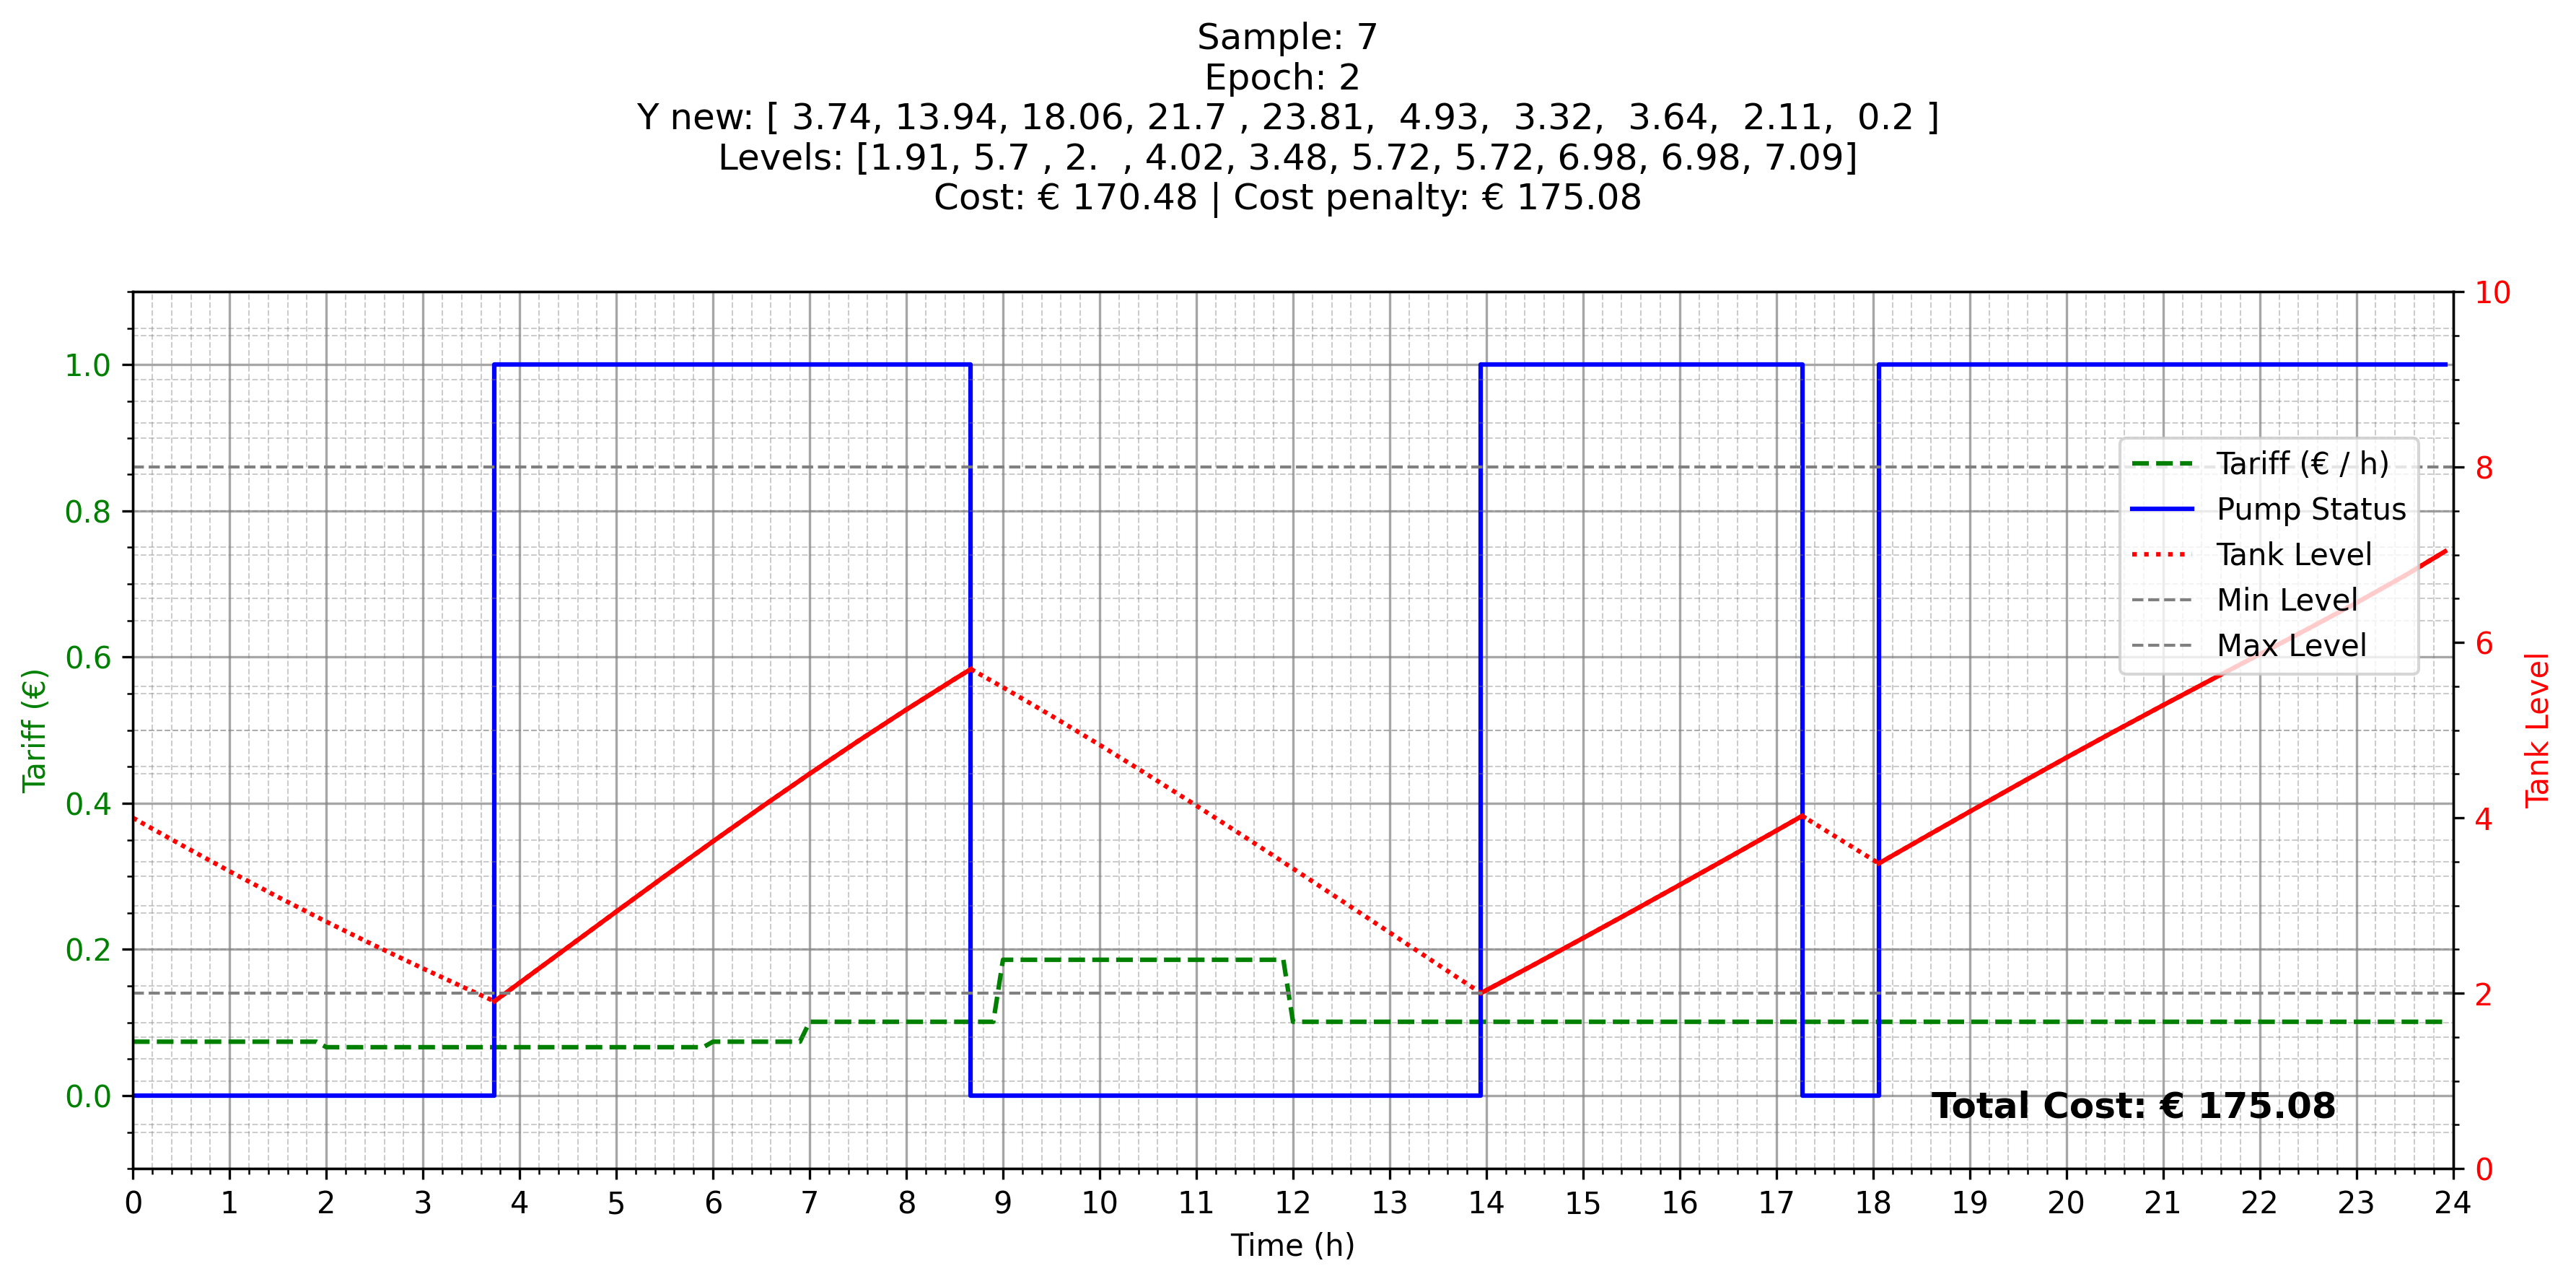 Sample: 7
Epoch: 2
Y new: [ 3.74, 13.94, 18.06, 21.7 , 23.81,  4.93,  3.32,  3.64,  2.11,  0.2 ]
Levels: [1.91, 5.7 , 2.  , 4.02, 3.48, 5.72, 5.72, 6.98, 6.98, 7.09]
Cost: € 170.48 | Cost penalty: € 175.08
1.0
0.8
0.6
0.4
0.2
0.0
Tariff (€)
10
8
6
4
2
0
Tank Level
Tariff (€ / h)
Pump Status
Tank Level
Min Level
Max Level
Total Cost: € 175.08
0 1 2 3 4 5 6 7 8 9 10 11 12 13 14 15 16 17 18 19 20 21 22 23 24
Time (h)